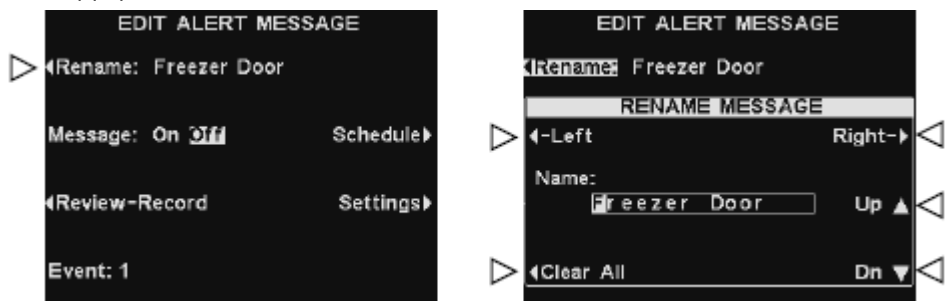 EDIT ALERT MESSAGE
◂Rename: Freezer Door
Message: On Off Schedule▸
◂Review-Record Settings▸
Event: 1
EDIT ALERT MESSAGE
◂Rename: Freezer Door
RENAME MESSAGE
◂-Left Right-▸
Name:
Freezer Door Up ▲
◂Clear All Dn ▼